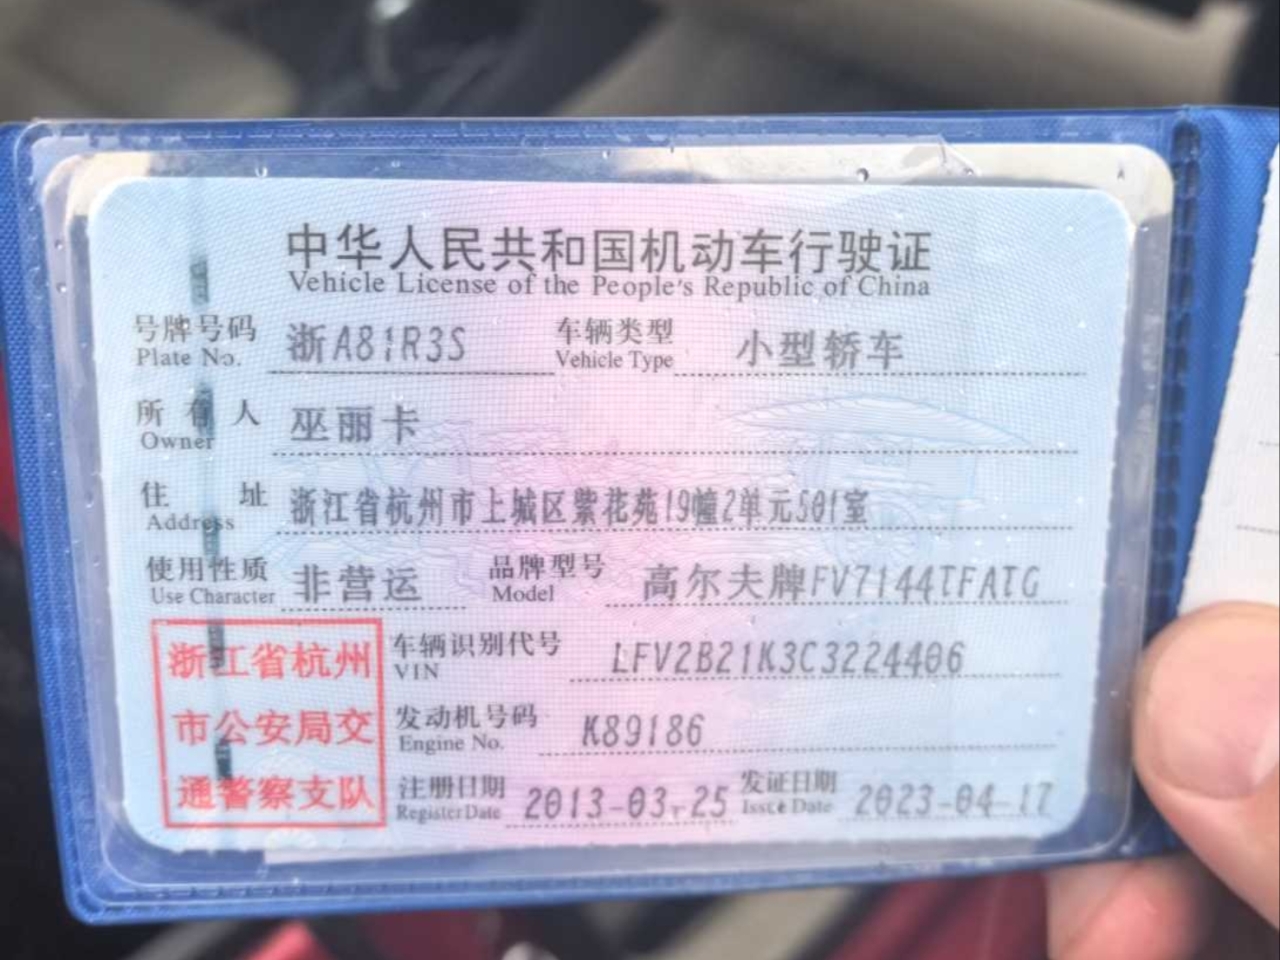 中华人民共和国机动车行驶证
Vehicle License of the People's Republic of China
号牌号码 浙A81R3S 车辆类型 小型轿车
Plate No. Vehicle Type
所有人 巫丽卡
Owner
住址 浙江省杭州市上城区紫花苑19幢2单元501室
Address
使用性质 非营运 品牌型号 高尔夫牌FV7144TFATG
Use Character Model
浙江省杭州
市公安局交
通警察支队
车辆识别代号 LFV2B21K3C3224406
VIN
发动机号码 K89186
Engine No.
注册日期 2013-03-25 发证日期 2023-04-17
Register Date Issue Date